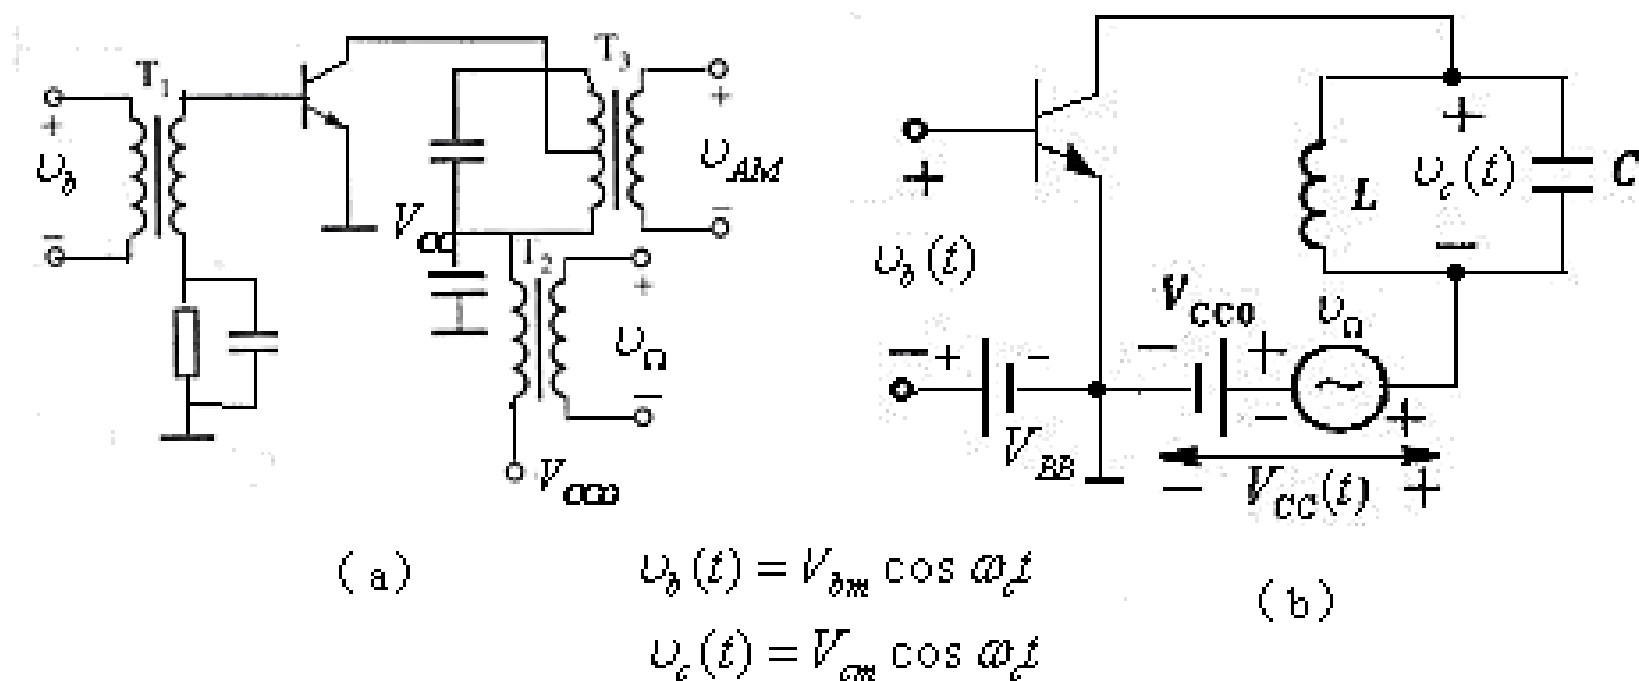 T₁
υ_b
+
−
T₃
+
υ_AM
−
V_CC
T₂
+
υ_Ω
−
V_CC0
(a)
+
υ_b(t)
−
L
+
υ_c(t)
−
C
+ −
V_BB
V_CC0
− +
υ_Ω
~
− +
− V_CC(t) +
(b)
υ_b(t) = V_bm cos ω_c t
υ_c(t) = V_cm cos ω_c t